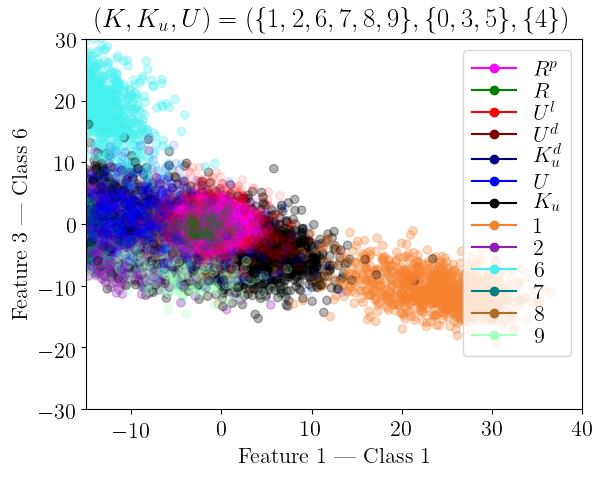 (K, K_u, U) = ({1, 2, 6, 7, 8, 9}, {0, 3, 5}, {4})
30
20
10
0
−10
−20
−30
Feature 3 — Class 6
−10 0 10 20 30 40
Feature 1 — Class 1
R^p
R
U^l
U^d
K_u^d
U
K_u
1
2
6
7
8
9